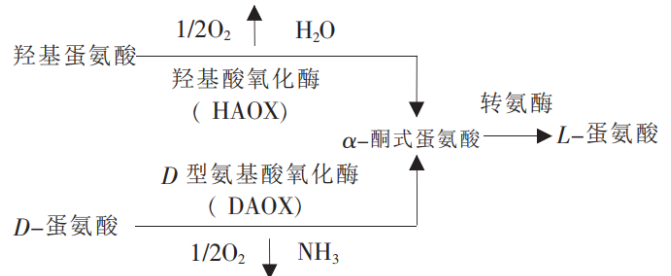 1/2O₂ H₂O
羟基蛋氨酸
羟基酸氧化酶
( HAOX)
转氨酶
α-酮式蛋氨酸
L-蛋氨酸
D 型氨基酸氧化酶
( DAOX)
D-蛋氨酸
1/2O₂ NH₃